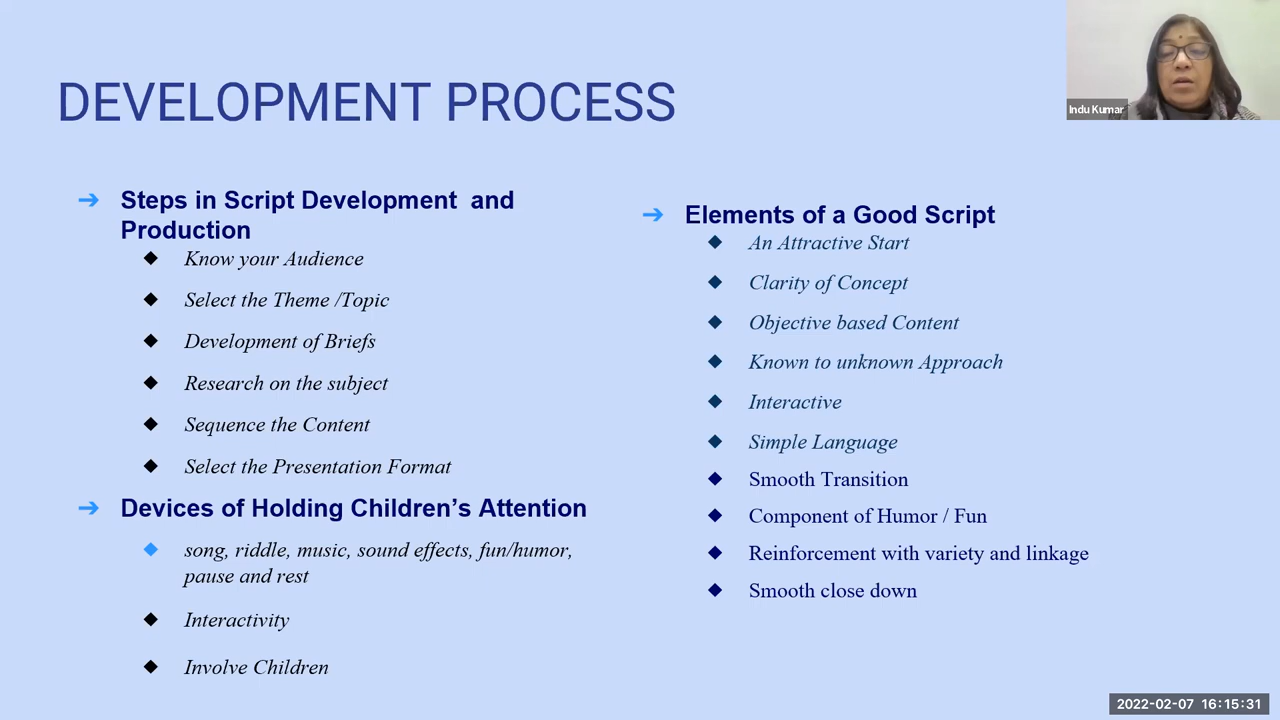 DEVELOPMENT PROCESS
Indu Kumar
➔ Steps in Script Development and
Production
◆ Know your Audience
◆ Select the Theme /Topic
◆ Development of Briefs
◆ Research on the subject
◆ Sequence the Content
◆ Select the Presentation Format
➔ Devices of Holding Children’s Attention
◆ song, riddle, music, sound effects, fun/humor,
pause and rest
◆ Interactivity
◆ Involve Children
➔ Elements of a Good Script
◆ An Attractive Start
◆ Clarity of Concept
◆ Objective based Content
◆ Known to unknown Approach
◆ Interactive
◆ Simple Language
◆ Smooth Transition
◆ Component of Humor / Fun
◆ Reinforcement with variety and linkage
◆ Smooth close down
2022-02-07 16:15:31